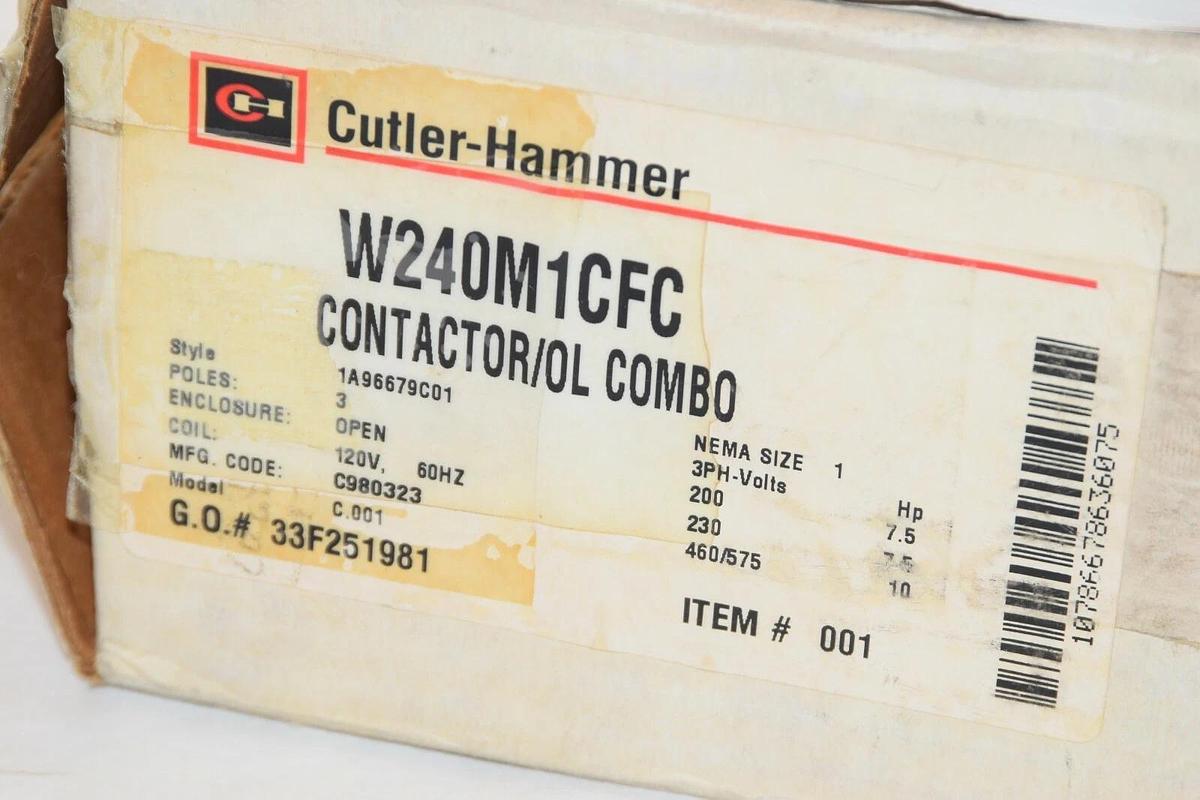 CH
Cutler-Hammer
W240M1CFC
CONTACTOR/OL COMBO
Style 1A96679C01
POLES: 3
ENCLOSURE: OPEN
COIL: 120V, 60HZ
MFG. CODE: C980323
Model C.001
G.O.# 33F251981
NEMA SIZE 1
3PH-Volts Hp
200 7.5
230 7.5
460/575 10
ITEM # 001
10786678636075